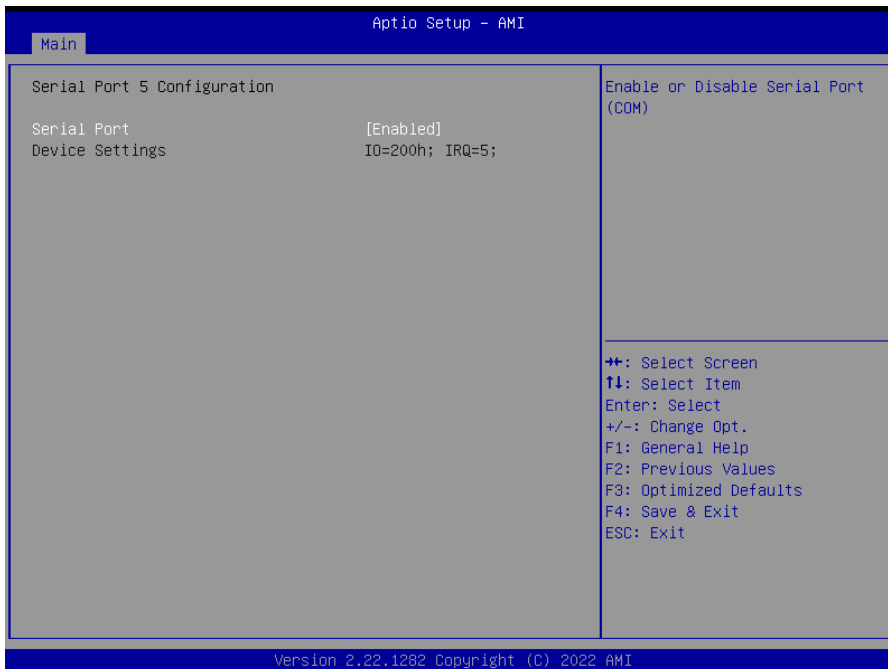 Aptio Setup - AMI
Main
Serial Port 5 Configuration
Serial Port [Enabled]
Device Settings IO=200h; IRQ=5;
Enable or Disable Serial Port
(COM)
→←: Select Screen
↑↓: Select Item
Enter: Select
+/-: Change Opt.
F1: General Help
F2: Previous Values
F3: Optimized Defaults
F4: Save & Exit
ESC: Exit
Version 2.22.1282 Copyright (C) 2022 AMI